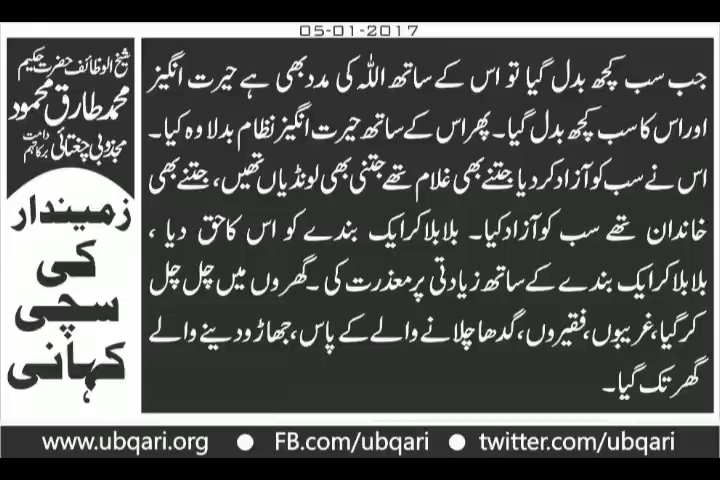 05-01-2017
شیخ الوظائف حضرت حکیم
محمد طارق محمود
مجذوبی چغتائی دامت برکاتہم
زمیندار
کی
سچی
کہانی
جب سب کچھ بدل گیا تو اس کے ساتھ اللہ کی مدد بھی ہے حیرت انگیز
اور اس کا سب کچھ بدل گیا۔ پھر اس کے ساتھ حیرت انگیز نظام بدلا وہ کیا۔
اس نے سب کو آزاد کر دیا جتنے بھی غلام تھے جتنی بھی لونڈیاں تھیں، جتنے بھی
خاندان تھے سب کو آزاد کیا۔ بلا بلا کر ایک بندے کو اس کا حق دیا،
بلا بلا کر ایک بندے کے ساتھ زیادتی پر معذرت کی۔ گھروں میں چل چل
کر گیا، غریبوں، فقیروں، گدھا چلانے والے کے پاس، جھاڑو دینے والے
گھر تک گیا۔
www.ubqari.org ● FB.com/ubqari ● twitter.com/ubqari